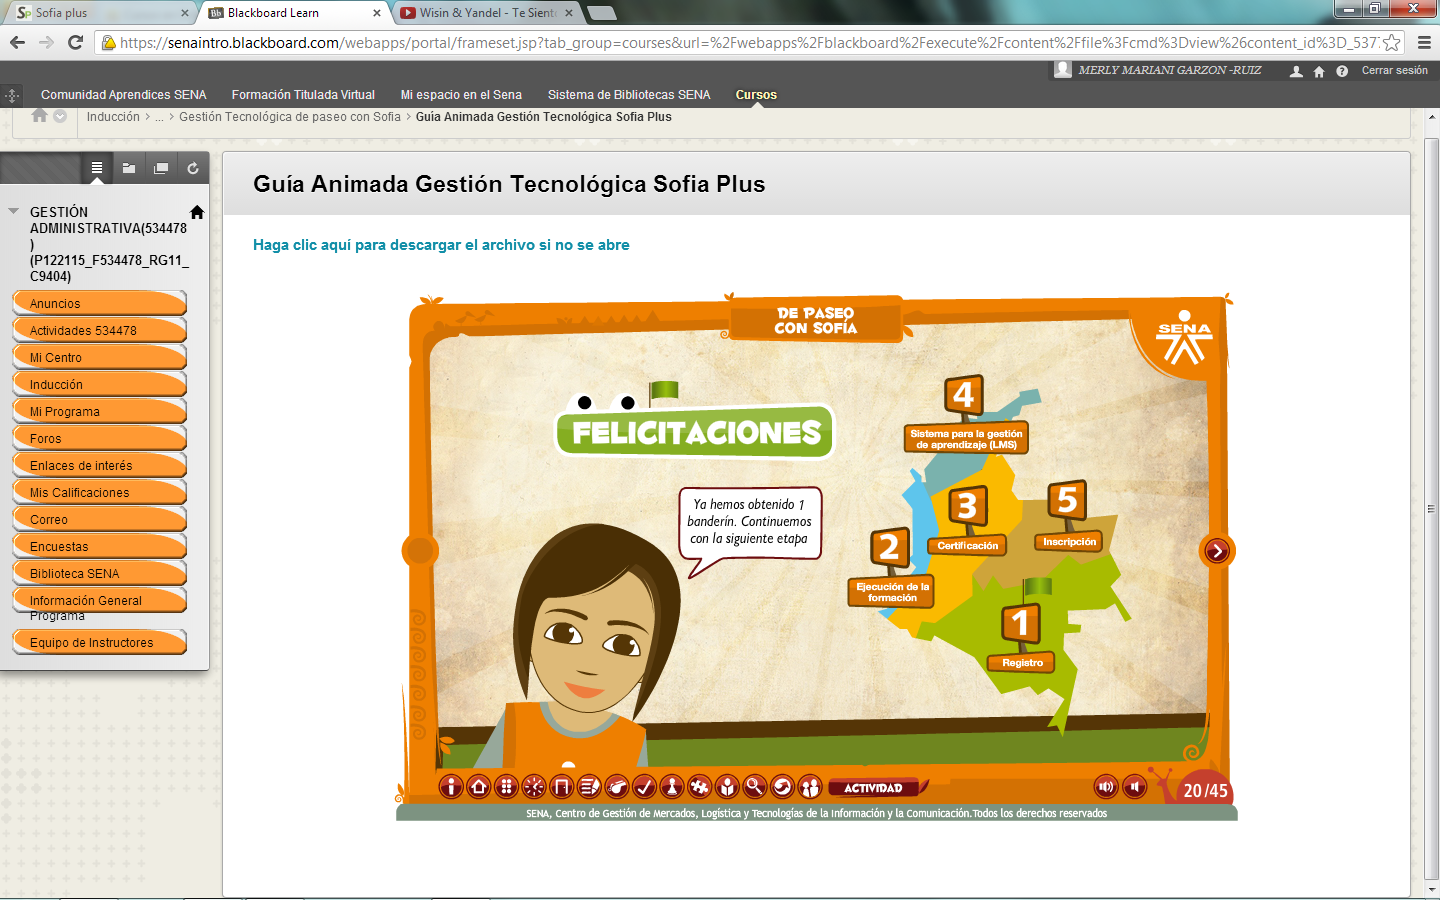 Sofia plus
Blackboard Learn
Wisin & Yandel - Te Siente
https://senaintro.blackboard.com/webapps/portal/frameset.jsp?tab_group=courses&url=%2Fwebapps%2Fblackboard%2Fexecute%2Fcontent%2Ffile%3Fcmd%3Dview%26content_id%3D_537
MERLY MARIANI GARZON -RUIZ
Cerrar sesión
Comunidad Aprendices SENA
Formación Titulada Virtual
Mi espacio en el Sena
Sistema de Bibliotecas SENA
Cursos
Inducción > ... > Gestión Tecnológica de paseo con Sofia > Guía Animada Gestión Tecnológica Sofia Plus
GESTIÓN
ADMINISTRATIVA(534478
)
(P122115_F534478_RG11_
C9404)
Anuncios
Actividades 534478
Mi Centro
Inducción
Mi Programa
Foros
Enlaces de interés
Mis Calificaciones
Correo
Encuestas
Biblioteca SENA
Información General
Programa
Equipo de Instructores
Guía Animada Gestión Tecnológica Sofia Plus
Haga clic aquí para descargar el archivo si no se abre
DE PASEO
CON SOFÍA
SENA
FELICITACIONES
Ya hemos obtenido 1
banderín. Continuemos
con la siguiente etapa
4
Sistema para la gestión
de aprendizaje (LMS)
3
Certificación
5
Inscripción
2
Ejecución de la
formación
1
Registro
ACTIVIDAD
20/45
SENA, Centro de Gestión de Mercados, Logística y Tecnologías de la Información y la Comunicación.Todos los derechos reservados